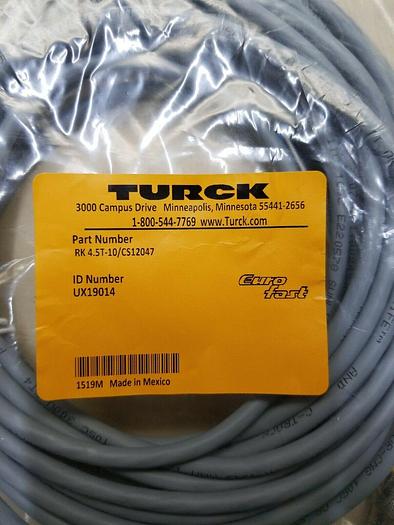 TURCK
3000 Campus Drive Minneapolis, Minnesota 55441-2656
1-800-544-7769 www.Turck.com
Part Number
RK 4.5T-10/CS12047
ID Number
UX19014
Euro
fast
1519M Made in Mexico
AND